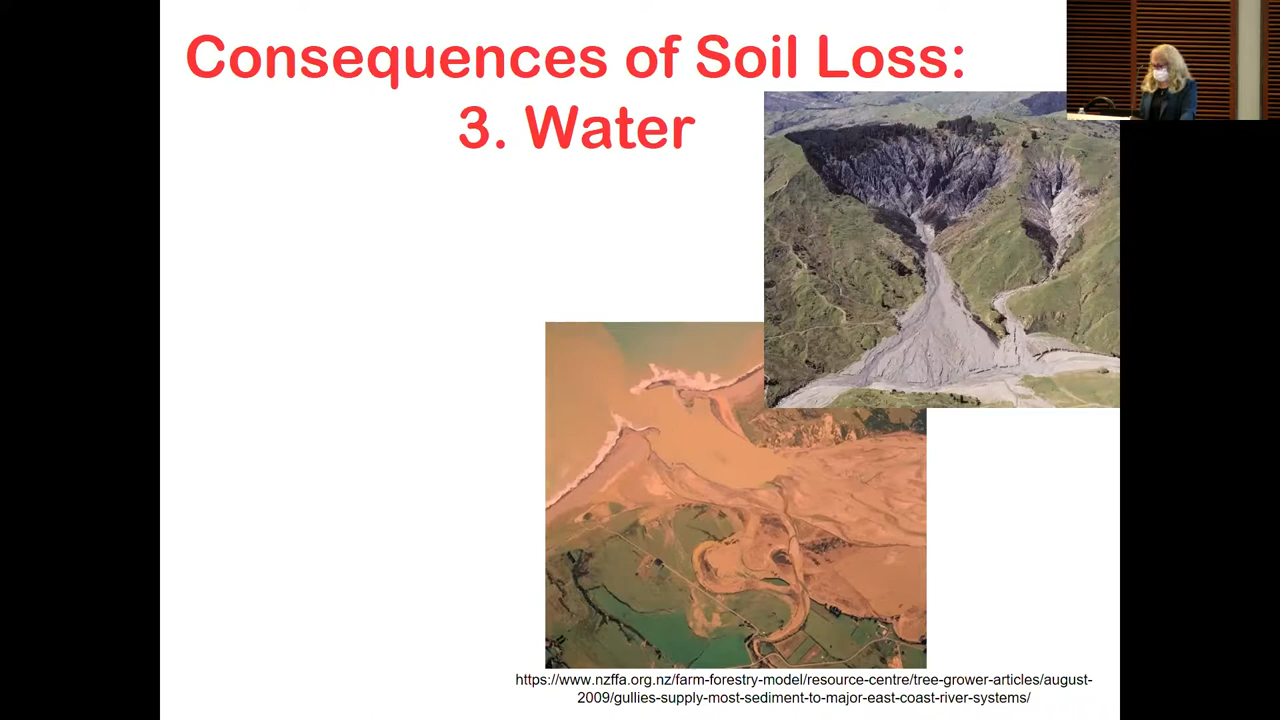 Consequences of Soil Loss:
3. Water
https://www.nzffa.org.nz/farm-forestry-model/resource-centre/tree-grower-articles/august-
2009/gullies-supply-most-sediment-to-major-east-coast-river-systems/